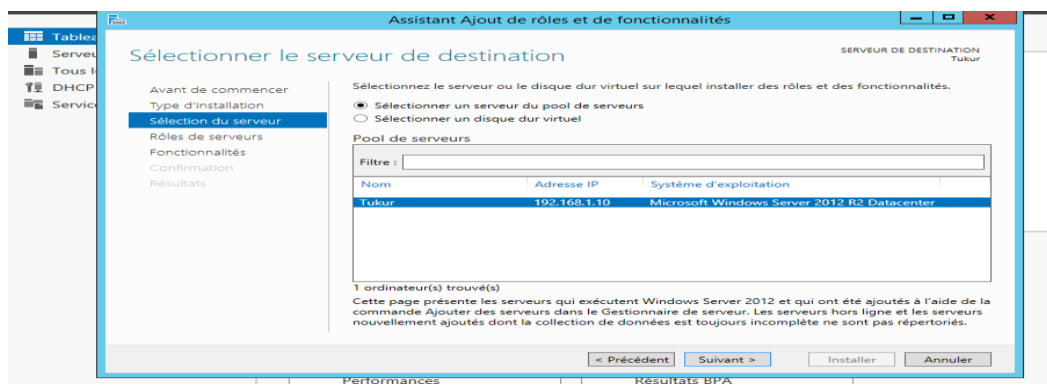 Assistant Ajout de rôles et de fonctionnalités
Sélectionner le serveur de destination
SERVEUR DE DESTINATION
Tukur
DHCP
Avant de commencer
Type d'installation
Sélection du serveur
Rôles de serveurs
Fonctionnalités
Confirmation
Résultats
Sélectionnez le serveur ou le disque dur virtuel sur lequel installer des rôles et des fonctionnalités.
Sélectionner un serveur du pool de serveurs
Sélectionner un disque dur virtuel
Pool de serveurs
Filtre :
Nom Adresse IP Système d'exploitation
Tukur 192.168.1.10 Microsoft Windows Server 2012 R2 Datacenter
1 ordinateur(s) trouvé(s)
Cette page présente les serveurs qui exécutent Windows Server 2012 et qui ont été ajoutés à l'aide de la
commande Ajouter des serveurs dans le Gestionnaire de serveur. Les serveurs hors ligne et les serveurs
nouvellement ajoutés dont la collection de données est toujours incomplète ne sont pas répertoriés.
< Précédent Suivant > Installer Annuler
Performances Résultats BPA